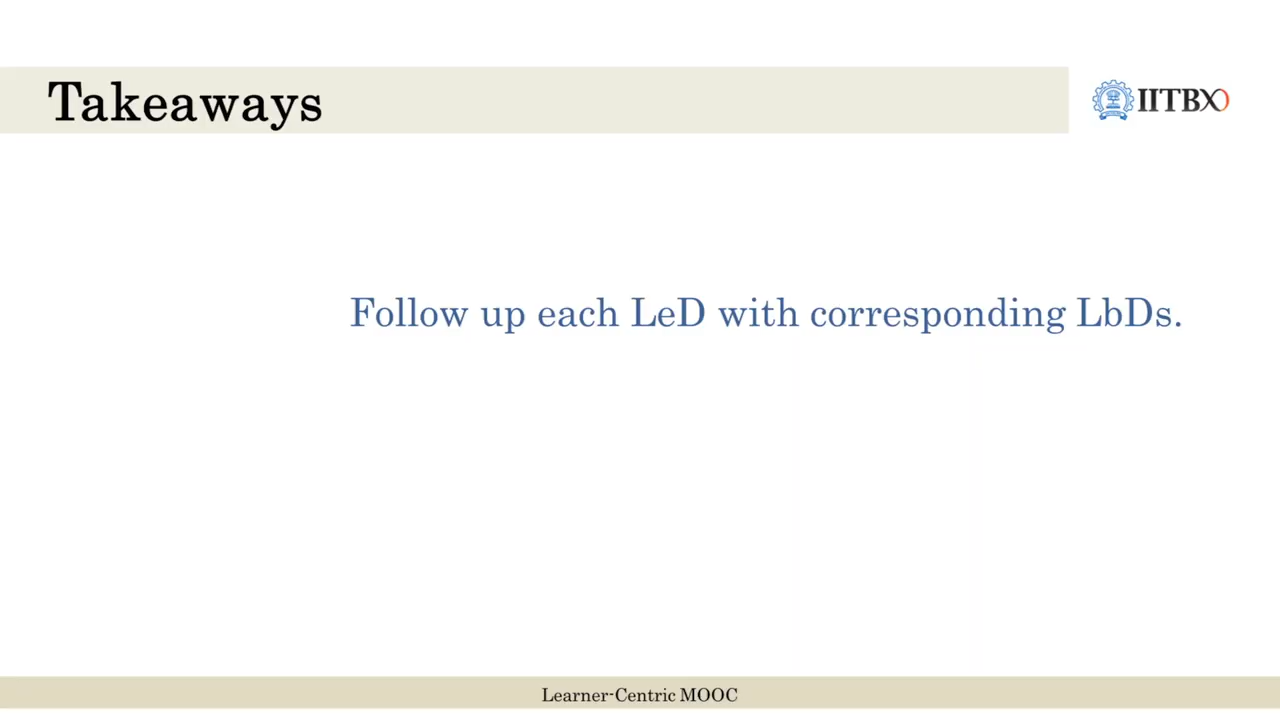 Takeaways
IITBX
Follow up each LeD with corresponding LbDs.
Learner-Centric MOOC